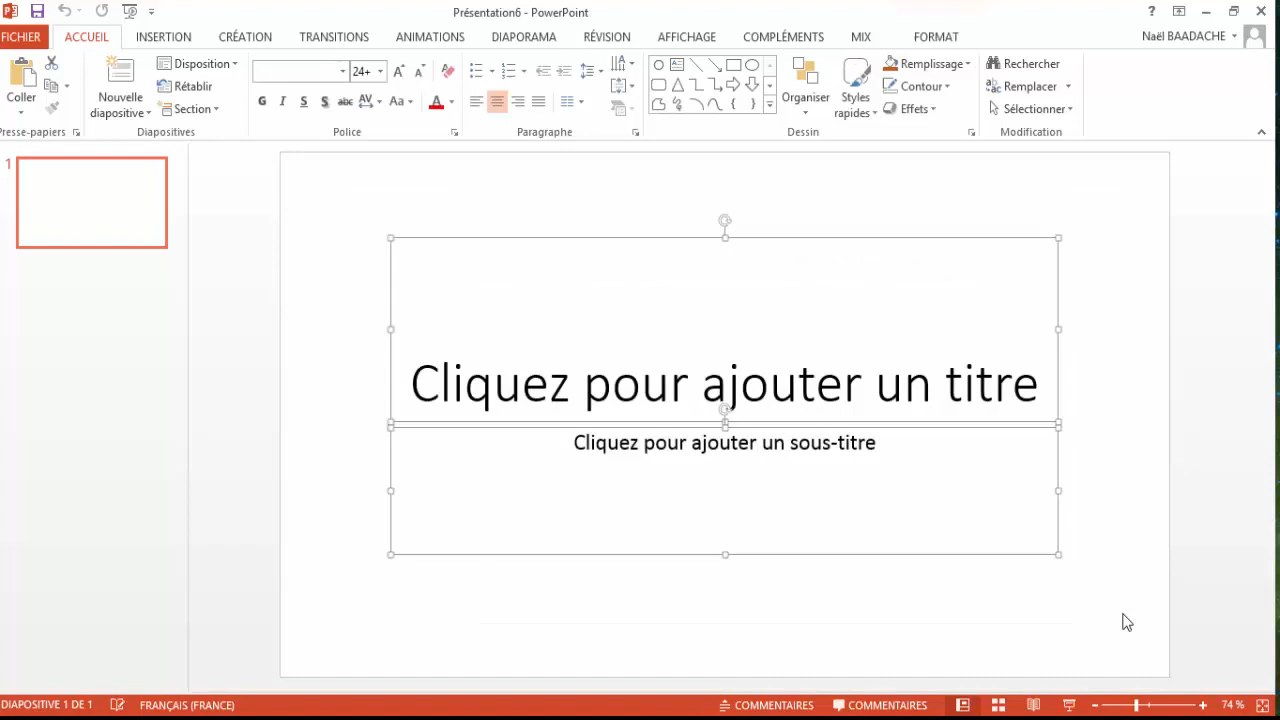 Présentation6 - PowerPoint
?
FICHIER ACCUEIL INSERTION CRÉATION TRANSITIONS ANIMATIONS DIAPORAMA RÉVISION AFFICHAGE COMPLÉMENTS MIX FORMAT Naël BAADACHE
Coller
Presse-papiers
Nouvelle
diapositive
Disposition
Rétablir
Section
Diapositives
24+
G I S S abc AV Aa A
Police
Paragraphe
Organiser
Styles
rapides
Remplissage
Contour
Effets
Dessin
Rechercher
Remplacer
Sélectionner
Modification
1
Cliquez pour ajouter un titre
Cliquez pour ajouter un sous-titre
DIAPOSITIVE 1 DE 1 FRANÇAIS (FRANCE) COMMENTAIRES COMMENTAIRES 74 %